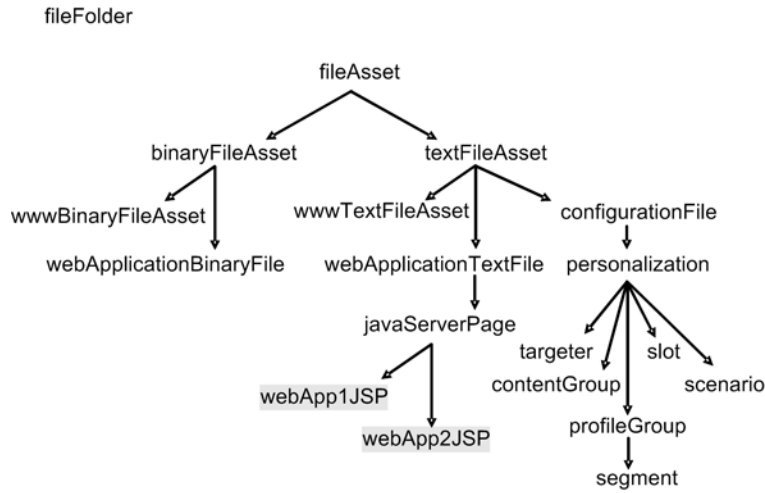 fileFolder
fileAsset
binaryFileAsset
textFileAsset
wwwBinaryFileAsset
wwwTextFileAsset
configurationFile
webApplicationBinaryFile
webApplicationTextFile
personalization
javaServerPage
targeter
slot
contentGroup
scenario
webApp1JSP
profileGroup
webApp2JSP
segment